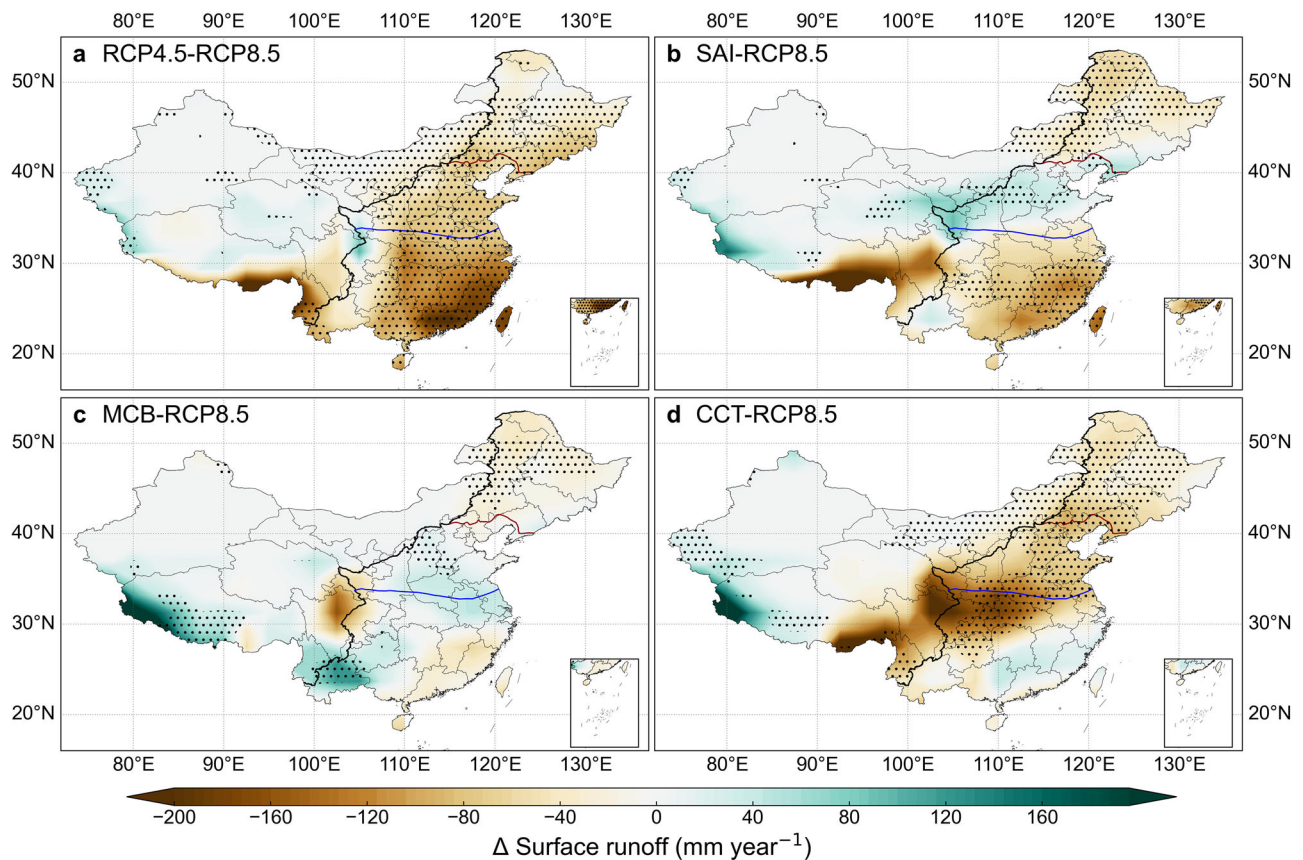 80°E 90°E 100°E 110°E 120°E 130°E 80°E 90°E 100°E 110°E 120°E 130°E
a RCP4.5-RCP8.5
b SAI-RCP8.5
50°N 50°N
40°N 40°N
30°N 30°N
20°N 20°N
c MCB-RCP8.5
d CCT-RCP8.5
50°N 50°N
40°N 40°N
30°N 30°N
20°N 20°N
80°E 90°E 100°E 110°E 120°E 130°E 80°E 90°E 100°E 110°E 120°E 130°E
−200 −160 −120 −80 −40 0 40 80 120 160
Δ Surface runoff (mm year⁻¹)